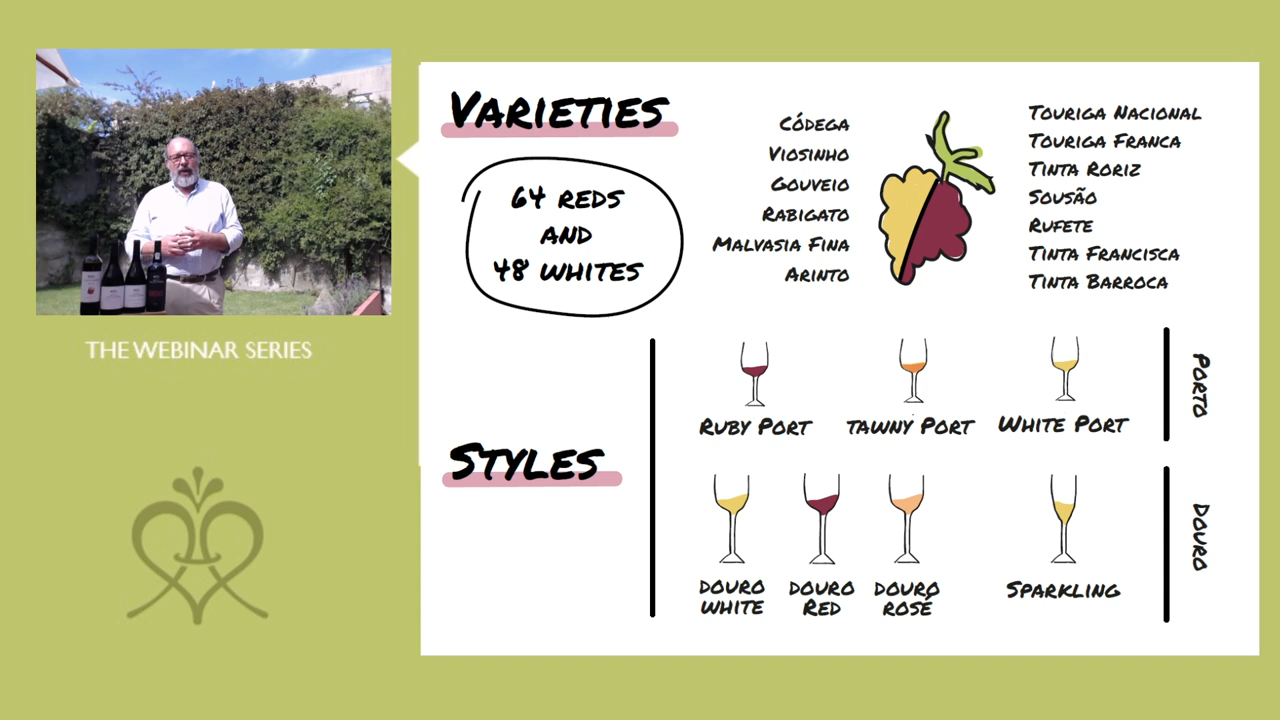 THE WEBINAR SERIES
VARIETIES
64 REDS
AND
48 WHITES
CÓDEGA
VIOSINHO
GOUVEIO
RABIGATO
MALVASIA FINA
ARINTO
TOURIGA NACIONAL
TOURIGA FRANCA
TINTA RORIZ
SOUSÃO
RUFETE
TINTA FRANCISCA
TINTA BARROCA
STYLES
RUBY PORT
TAWNY PORT
WHITE PORT
PORTO
DOURO
WHITE
DOURO
RED
DOURO
ROSÉ
SPARKLING
DOURO